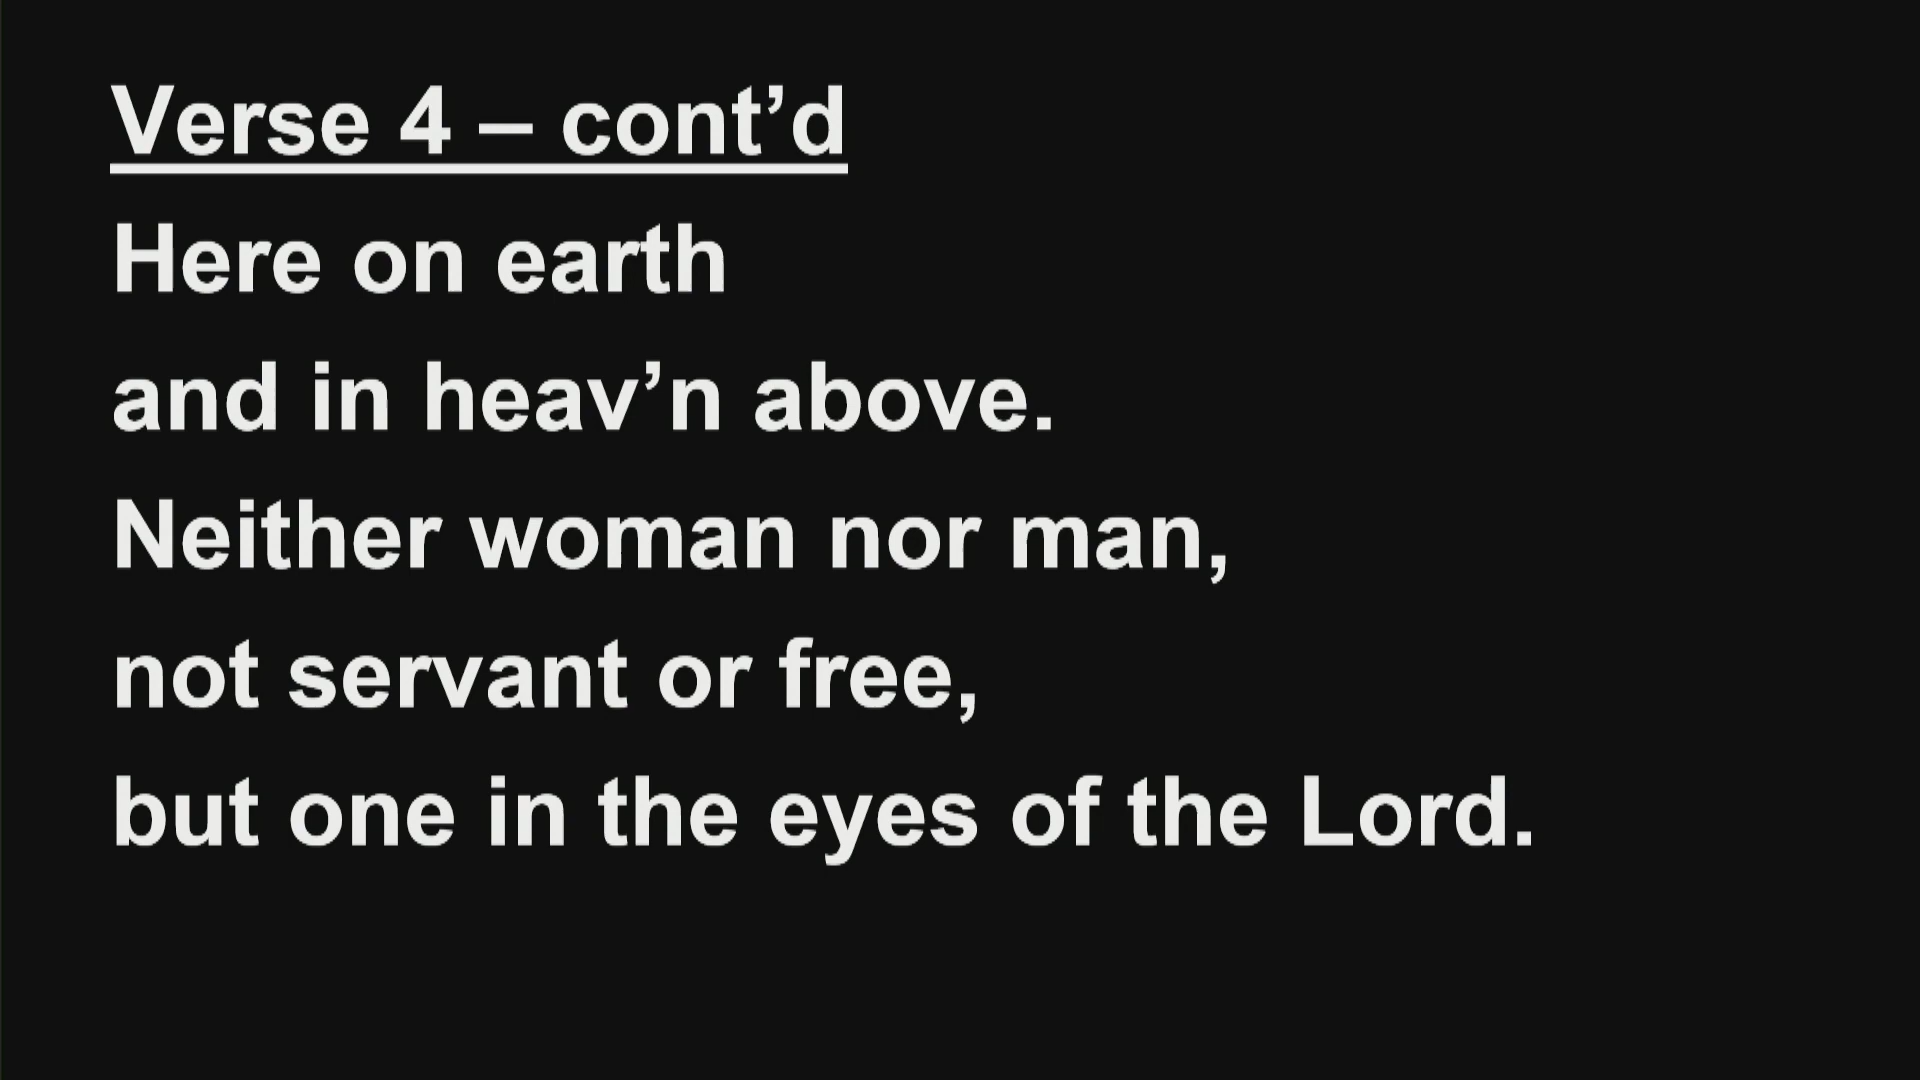 Verse 4 – cont’d
Here on earth
and in heav’n above.
Neither woman nor man,
not servant or free,
but one in the eyes of the Lord.